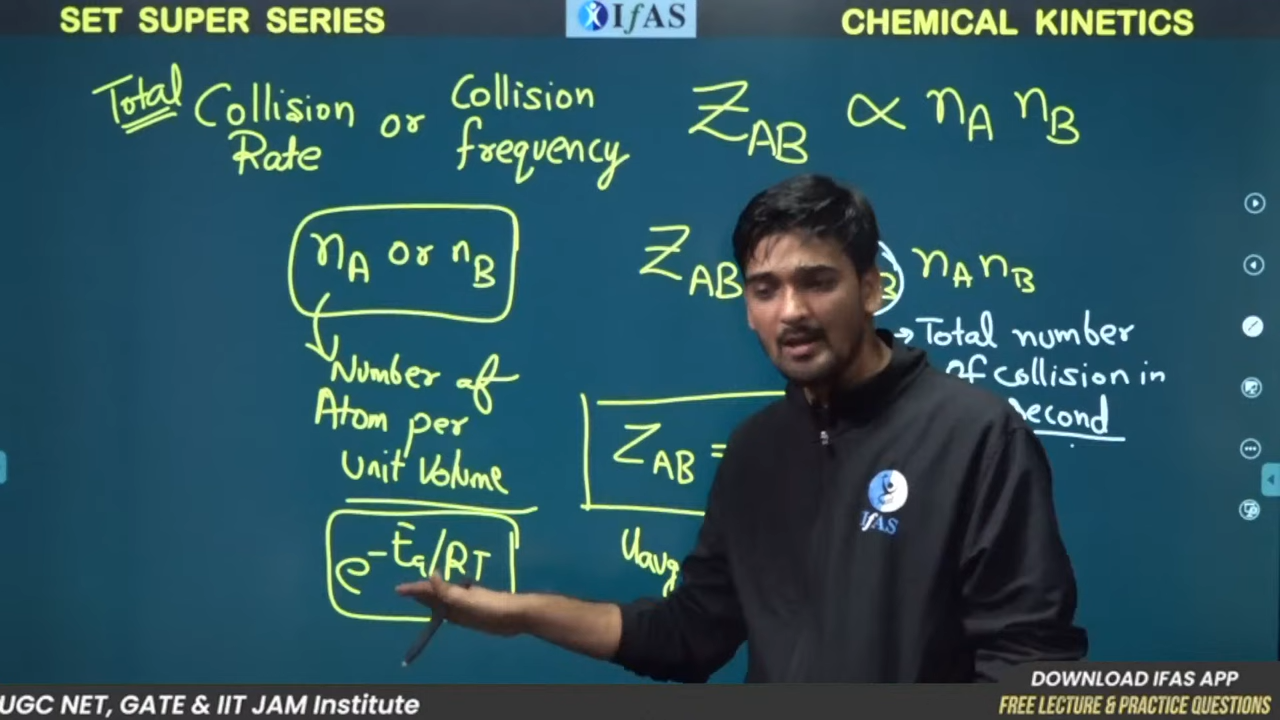 SET SUPER SERIES
IfAS
CHEMICAL KINETICS
Total Collision Rate or Collision frequency
Z_AB ∝ n_A n_B
n_A or n_B
Number of
Atom per
Unit Volume
e^-Ea/RT
Z_AB
n_A n_B
→ Total number
of collision in
second
Z_AB =
Uavg
IfAS
UGC NET, GATE & IIT JAM Institute
DOWNLOAD IFAS APP
FREE LECTURE & PRACTICE QUESTIONS